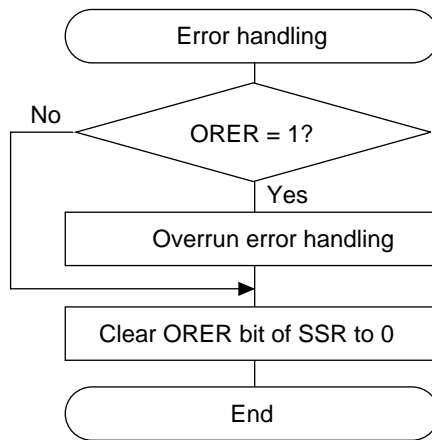 Error handling
No
ORER = 1?
Yes
Overrun error handling
Clear ORER bit of SSR to 0
End